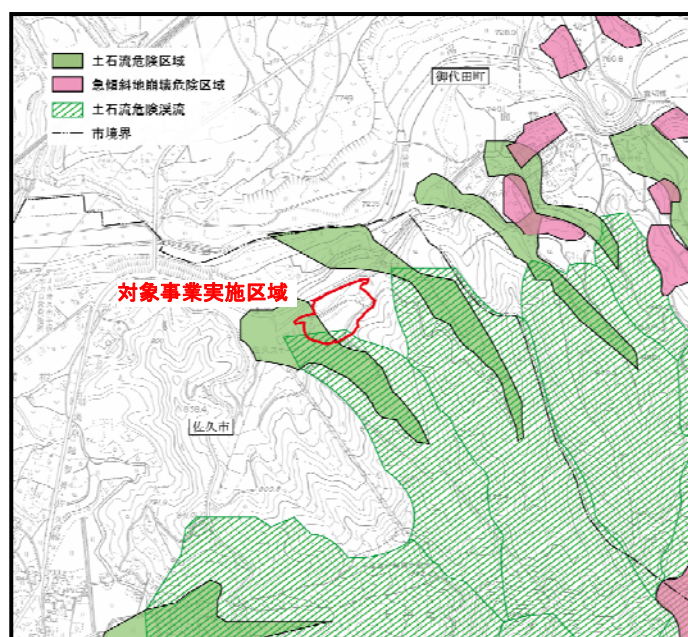 土石流危険区域
急傾斜地崩壊危険区域
土石流危険渓流
市境界
御代田町
対象事業実施区域
佐久市